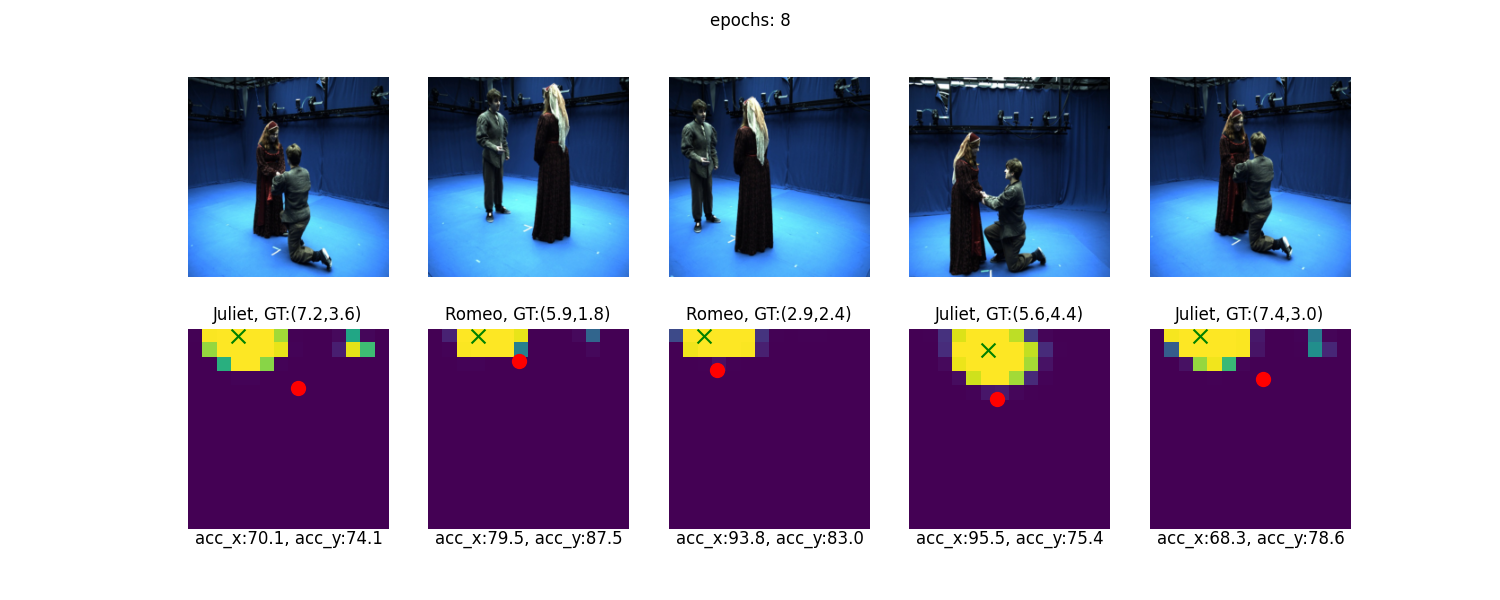 epochs: 8
Juliet, GT:(7.2,3.6)
Romeo, GT:(5.9,1.8)
Romeo, GT:(2.9,2.4)
Juliet, GT:(5.6,4.4)
Juliet, GT:(7.4,3.0)
acc_x:70.1, acc_y:74.1
acc_x:79.5, acc_y:87.5
acc_x:93.8, acc_y:83.0
acc_x:95.5, acc_y:75.4
acc_x:68.3, acc_y:78.6